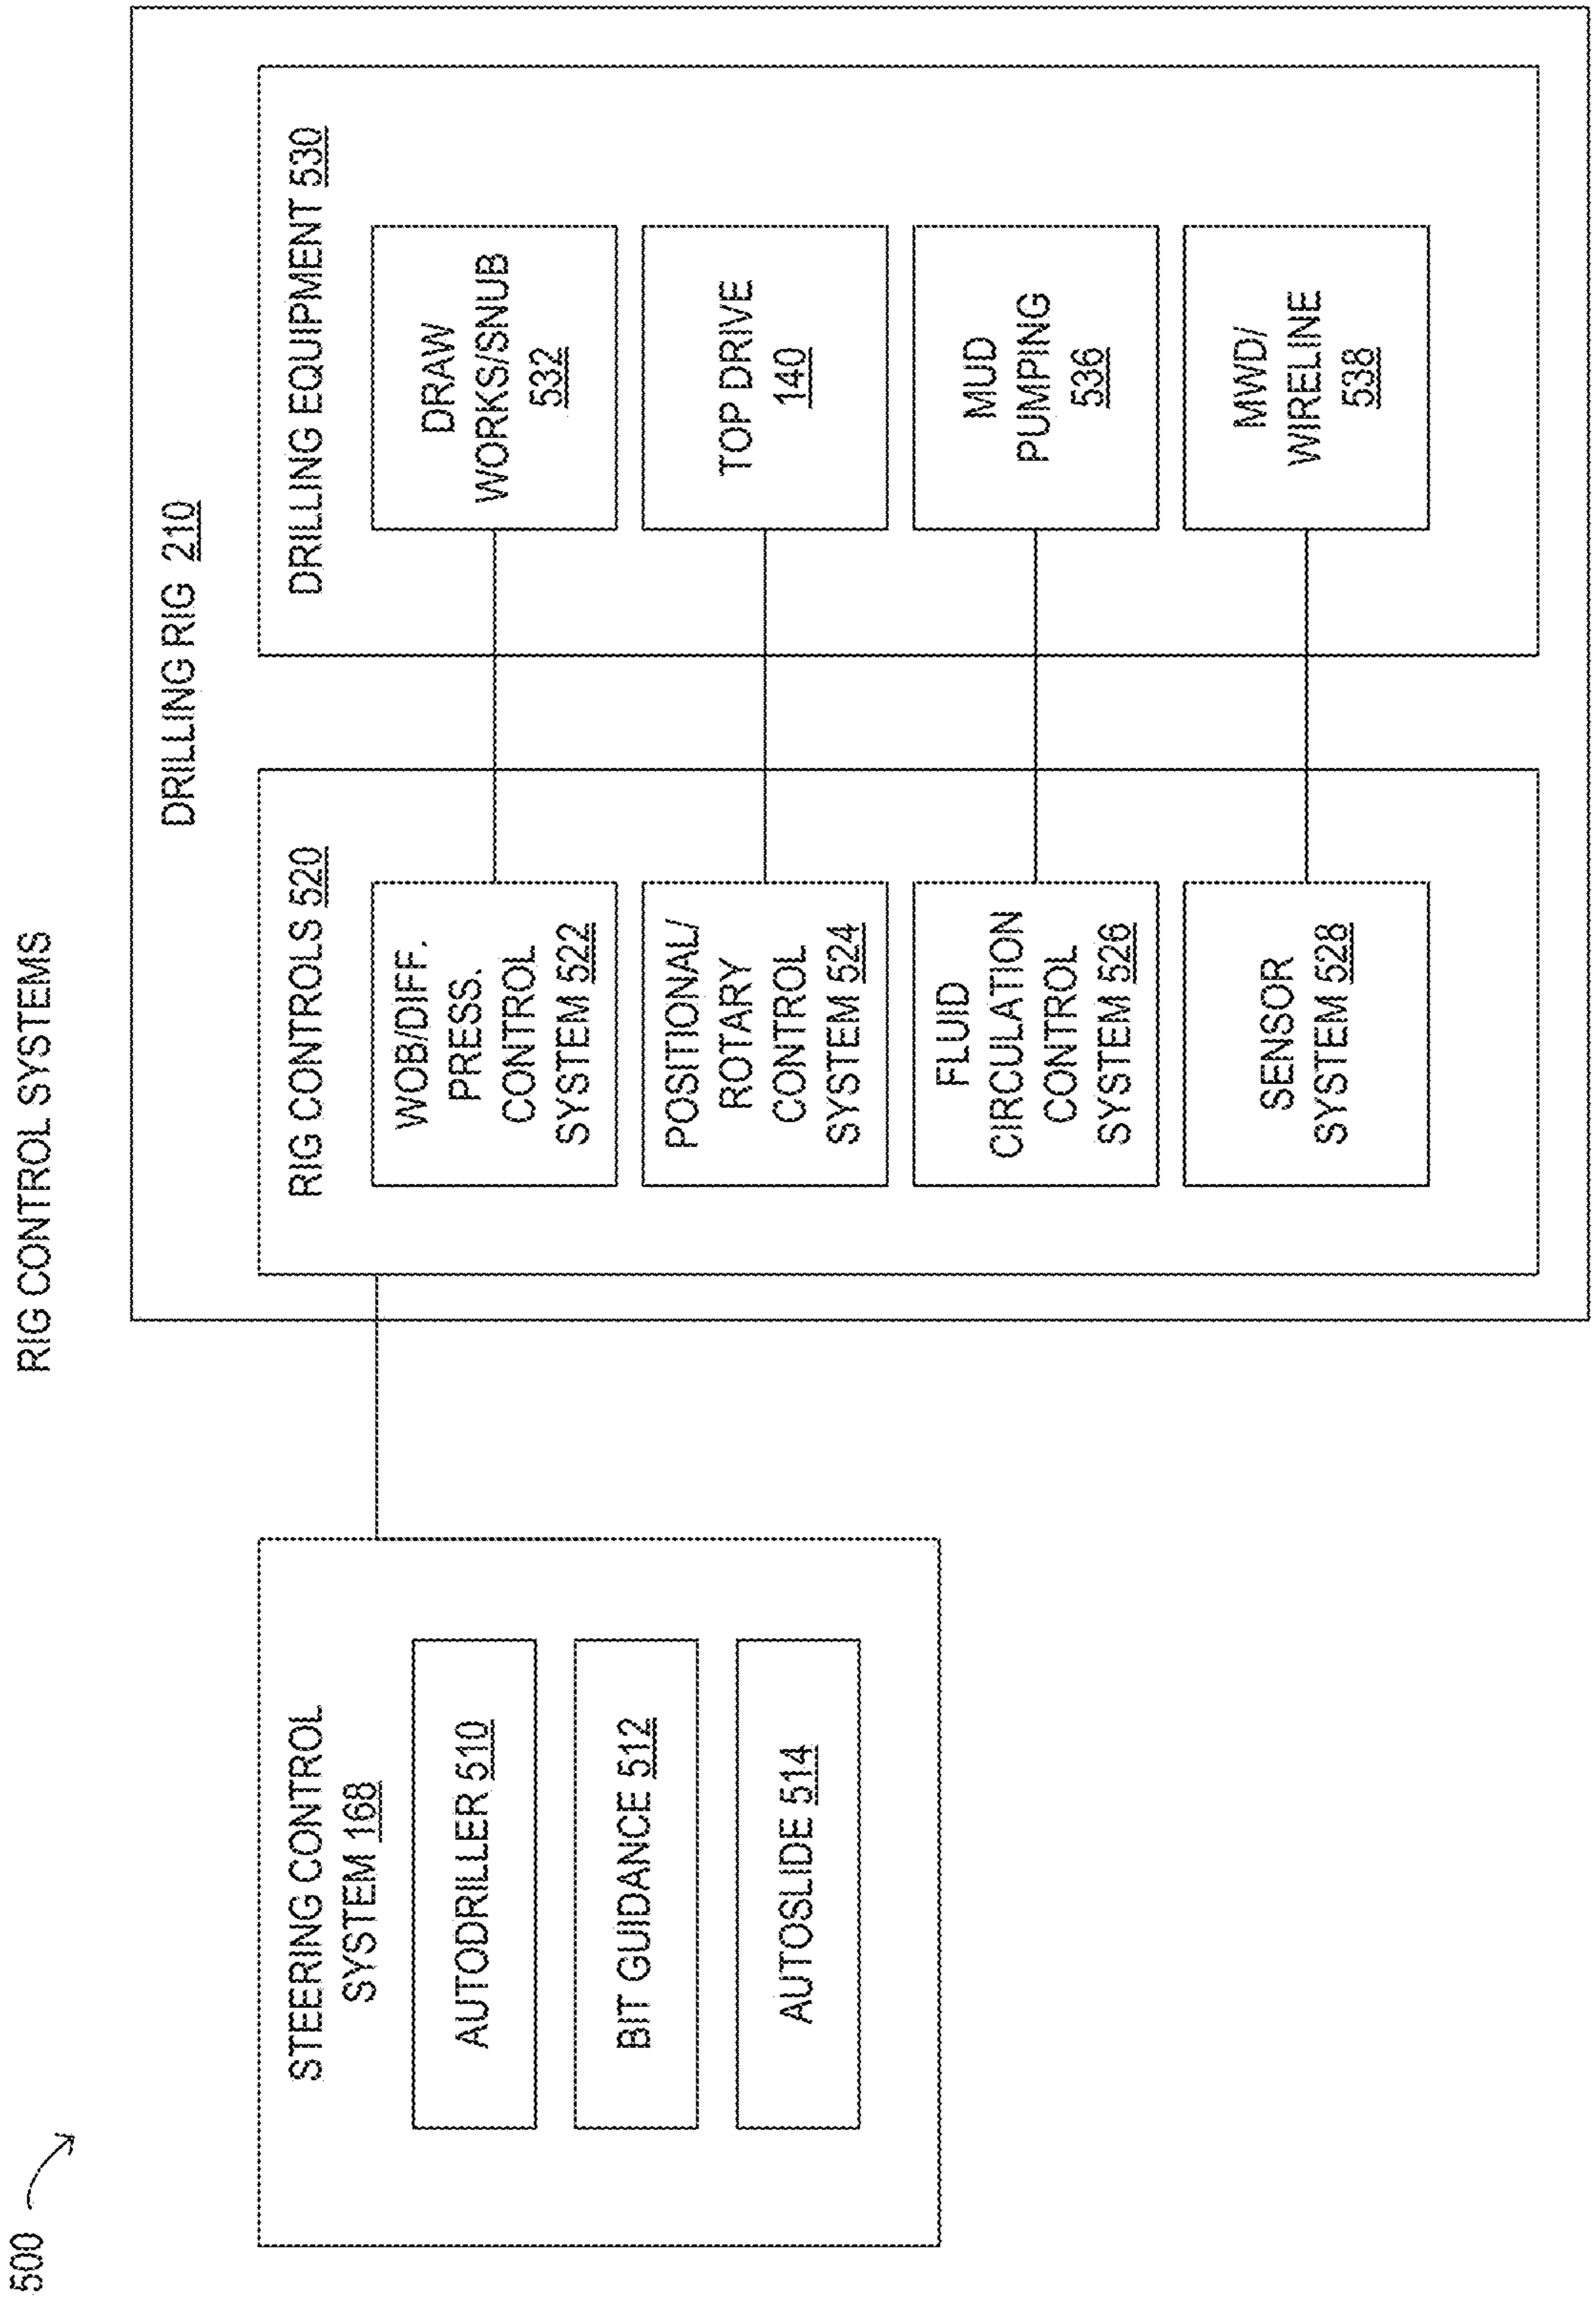 500
RIG CONTROL SYSTEMS
STEERING CONTROL
SYSTEM 168
AUTODRILLER 510
BIT GUIDANCE 512
AUTOSLIDE 514
DRILLING RIG 210
RIG CONTROLS 520
WOB/DIFF.
PRESS.
CONTROL
SYSTEM 522
POSITIONAL/
ROTARY
CONTROL
SYSTEM 524
FLUID
CIRCULATION
CONTROL
SYSTEM 526
SENSOR
SYSTEM 528
DRILLING EQUIPMENT 530
DRAW
WORKS/SNUB
532
TOP DRIVE
140
MUD
PUMPING
536
MWD/
WIRELINE
538